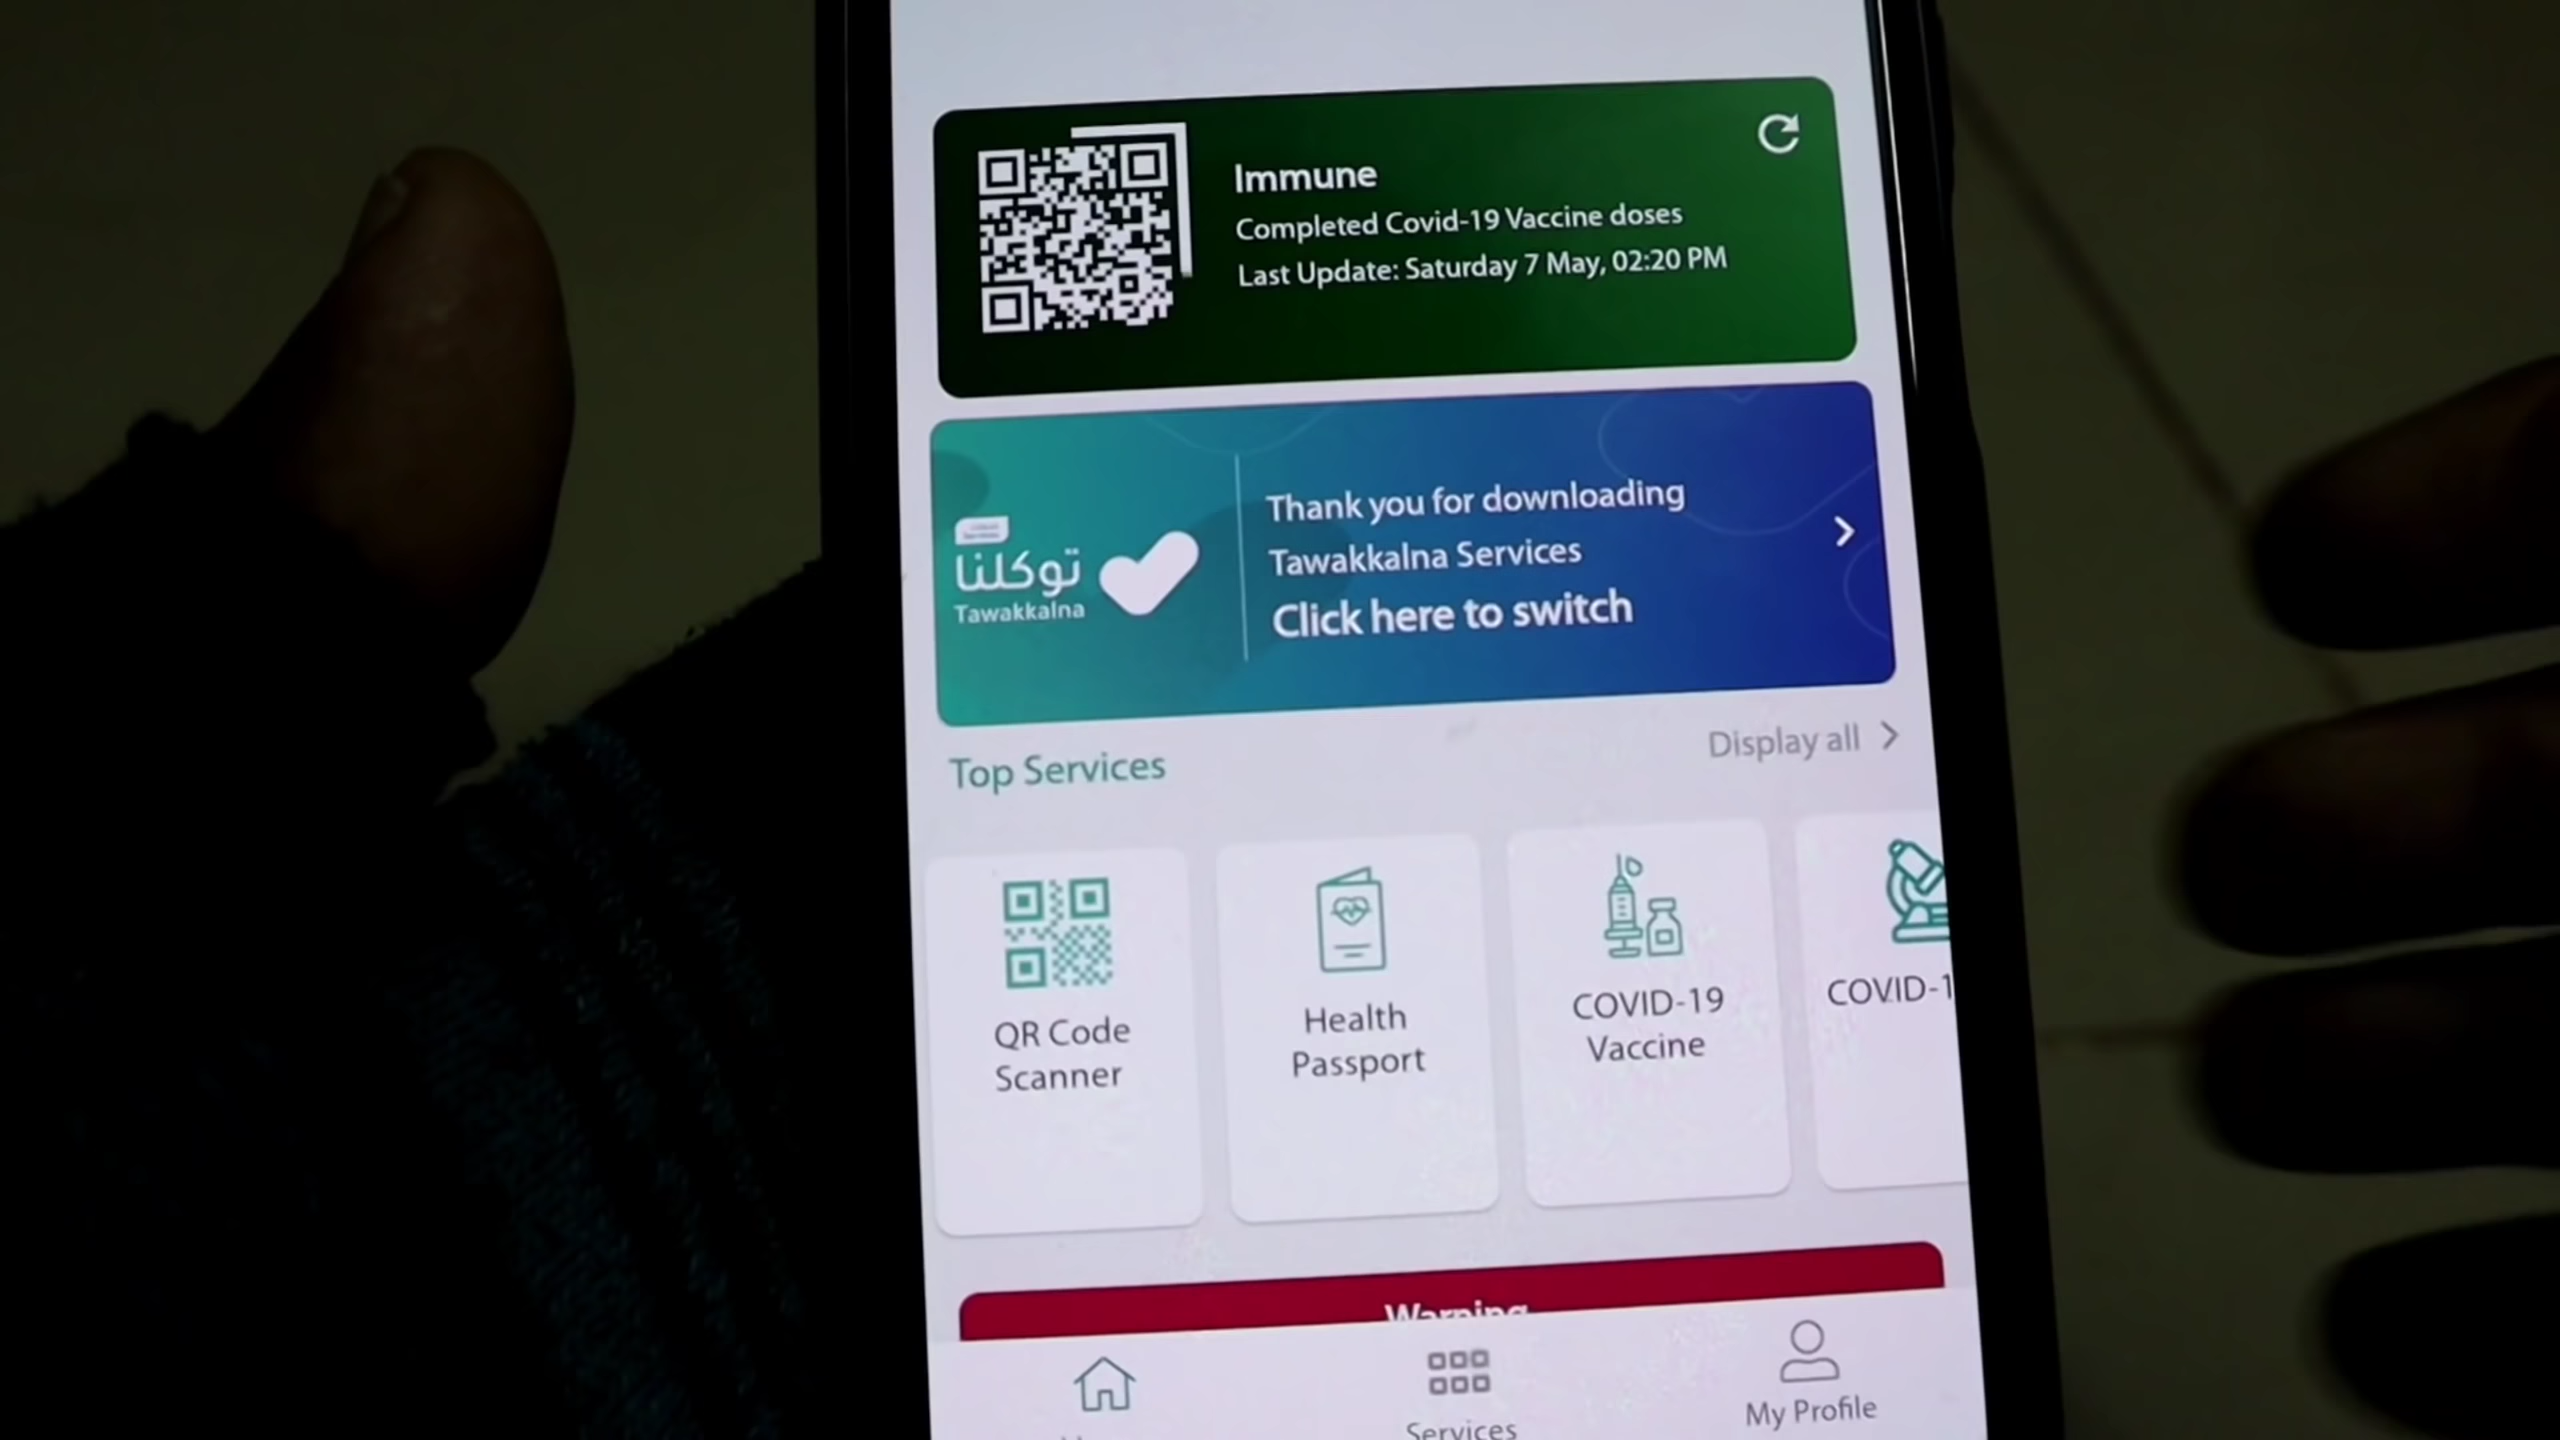 Immune
Completed Covid-19 Vaccine doses
Last Update: Saturday 7 May, 02:20 PM
توكلنا
Tawakkalna
Thank you for downloading
Tawakkalna Services
Click here to switch
Top Services
Display all
QR Code
Scanner
Health
Passport
COVID-19
Vaccine
COVID-1
Warning
Services
My Profile